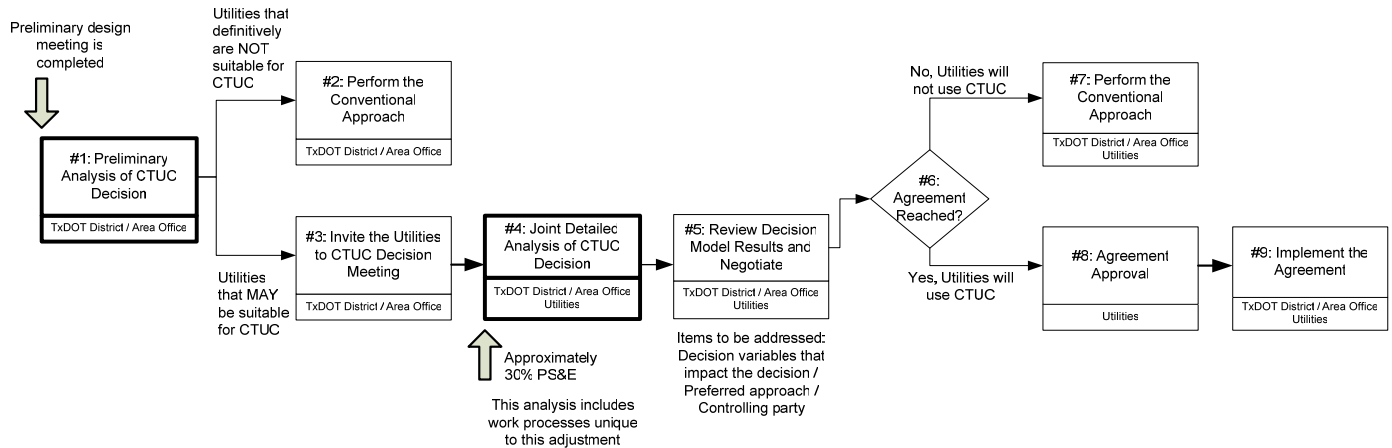 Preliminary design
meeting is
completed
#1: Preliminary
Analysis of CTUC
Decision
TxDOT District / Area Office
Utilities that
definitively
are NOT
suitable for
CTUC
#2: Perform the
Conventional
Approach
TxDOT District / Area Office
Utilities
that MAY
be suitable
for CTUC
#3: Invite the Utilities
to CTUC Decision
Meeting
TxDOT District / Area Office
#4: Joint Detailed
Analysis of CTUC
Decision
TxDOT District / Area Office
Utilities
Approximately
30% PS&E
This analysis includes
work processes unique
to this adjustment
#5: Review Decision
Model Results and
Negotiate
TxDOT District / Area Office
Utilities
Items to be addressed:
Decision variables that
impact the decision /
Preferred approach /
Controlling party
#6:
Agreement
Reached?
No, Utilities will
not use CTUC
#7: Perform the
Conventional
Approach
TxDOT District / Area Office
Utilities
Yes, Utilities will
use CTUC
#8: Agreement
Approval
Utilities
#9: Implement the
Agreement
TxDOT District / Area Office
Utilities